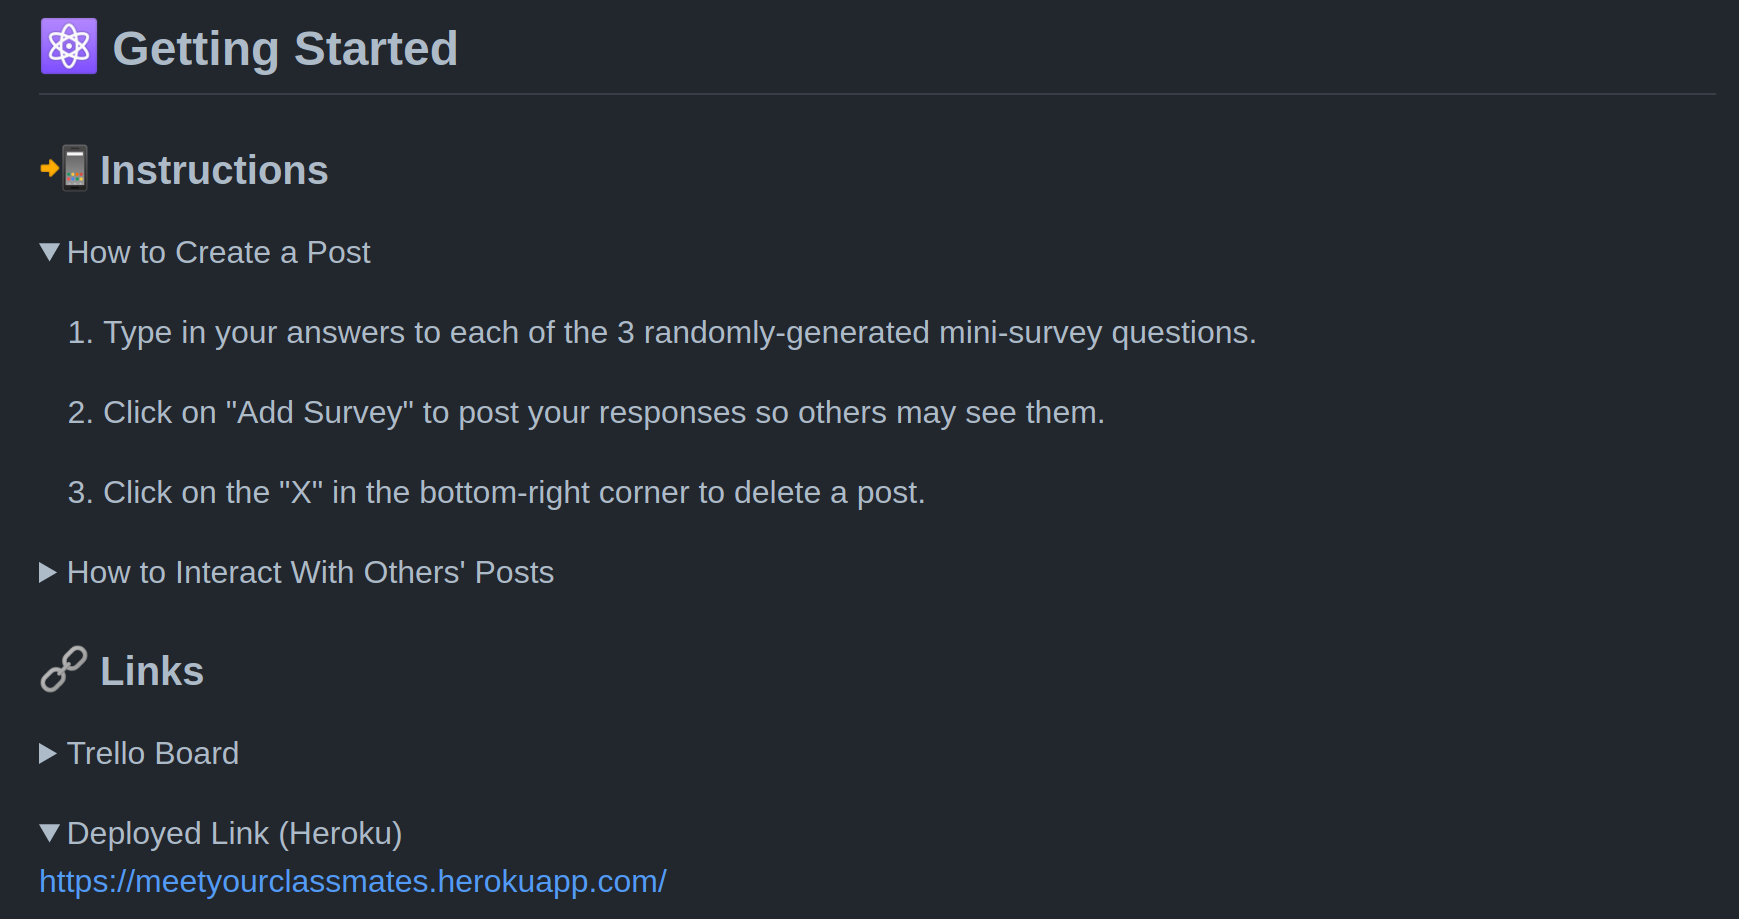 Getting Started
Instructions
How to Create a Post
1. Type in your answers to each of the 3 randomly-generated mini-survey questions.
2. Click on "Add Survey" to post your responses so others may see them.
3. Click on the "X" in the bottom-right corner to delete a post.
How to Interact With Others' Posts
Links
Trello Board
Deployed Link (Heroku)
https://meetyourclassmates.herokuapp.com/